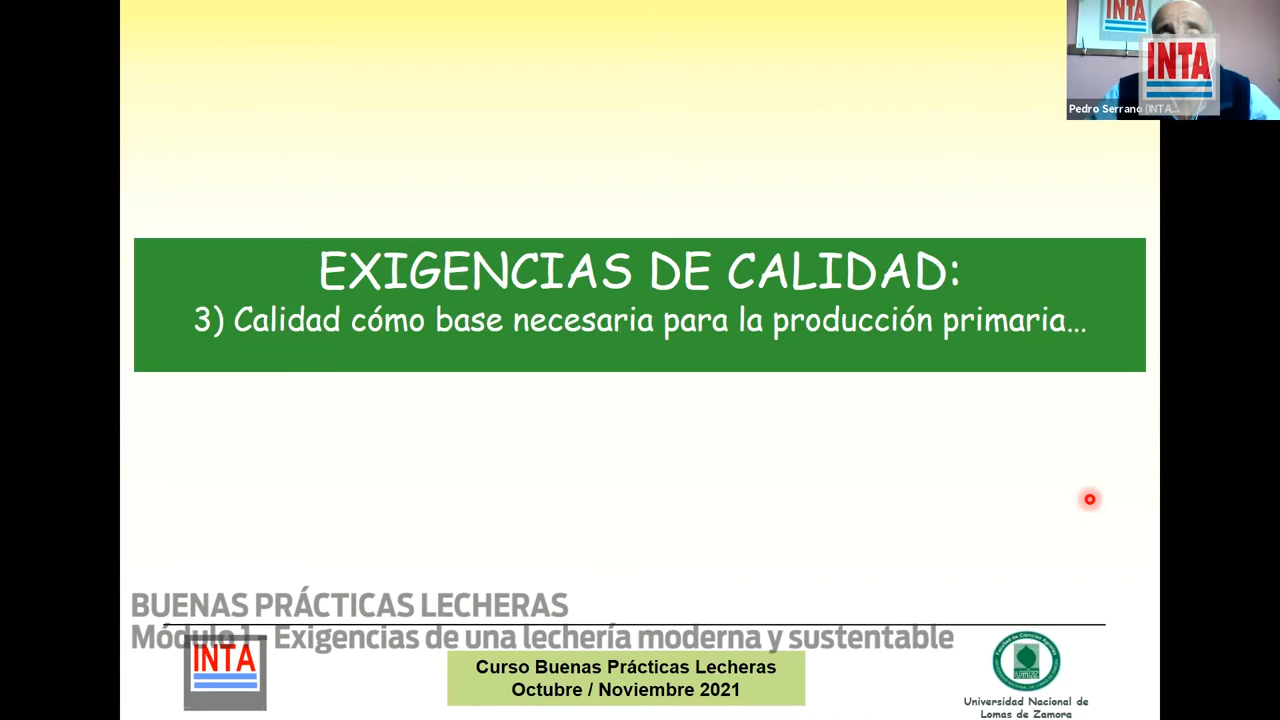 INTA
INTA
Pedro Serrano (INTA...
EXIGENCIAS DE CALIDAD:
3) Calidad cómo base necesaria para la producción primaria...
BUENAS PRÁCTICAS LECHERAS
Módulo 1 - Exigencias de una lechería moderna y sustentable
INTA
Curso Buenas Prácticas Lecheras
Octubre / Noviembre 2021
Universidad Nacional de
Lomas de Zamora